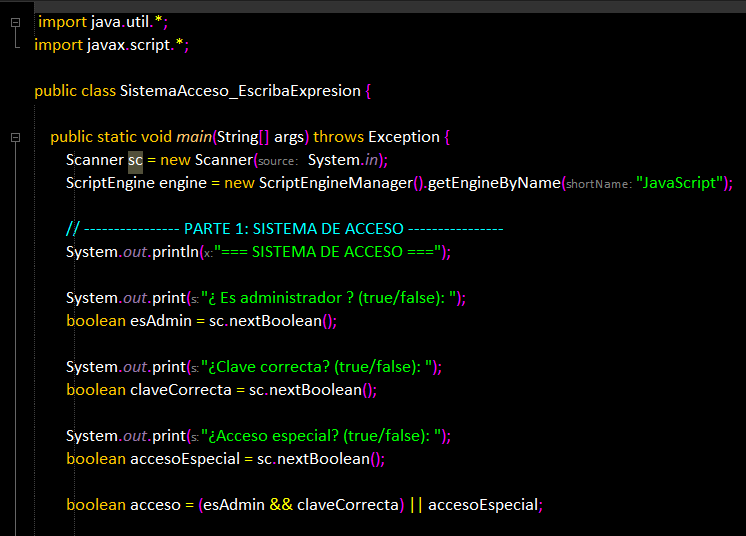 import java.util.*;
import javax.script.*;
public class SistemaAcceso_EscribaExpresion {
public static void main(String[] args) throws Exception {
Scanner sc = new Scanner(source: System.in);
ScriptEngine engine = new ScriptEngineManager().getEngineByName(shortName: "JavaScript");
// ---------------- PARTE 1: SISTEMA DE ACCESO ----------------
System.out.println(x:"=== SISTEMA DE ACCESO ===");
System.out.print(s:"¿ Es administrador ? (true/false): ");
boolean esAdmin = sc.nextBoolean();
System.out.print(s:"¿Clave correcta? (true/false): ");
boolean claveCorrecta = sc.nextBoolean();
System.out.print(s:"¿Acceso especial? (true/false): ");
boolean accesoEspecial = sc.nextBoolean();
boolean acceso = (esAdmin && claveCorrecta) || accesoEspecial;